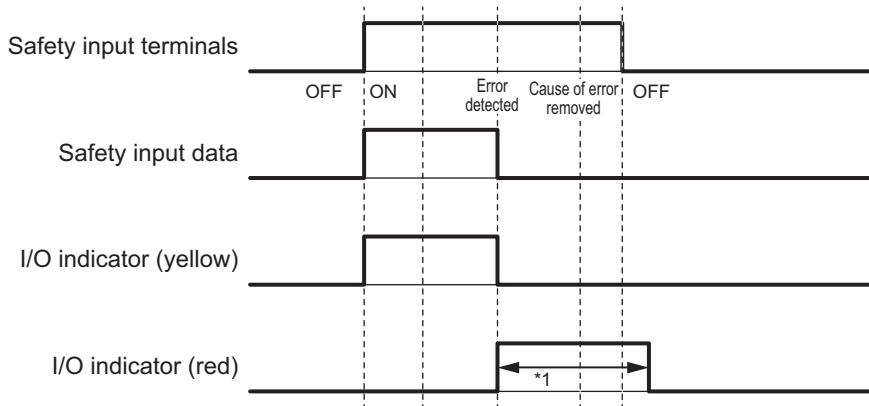 Safety input terminals
OFF ON Error detected Cause of error removed OFF
Safety input data
I/O indicator (yellow)
I/O indicator (red)
*1